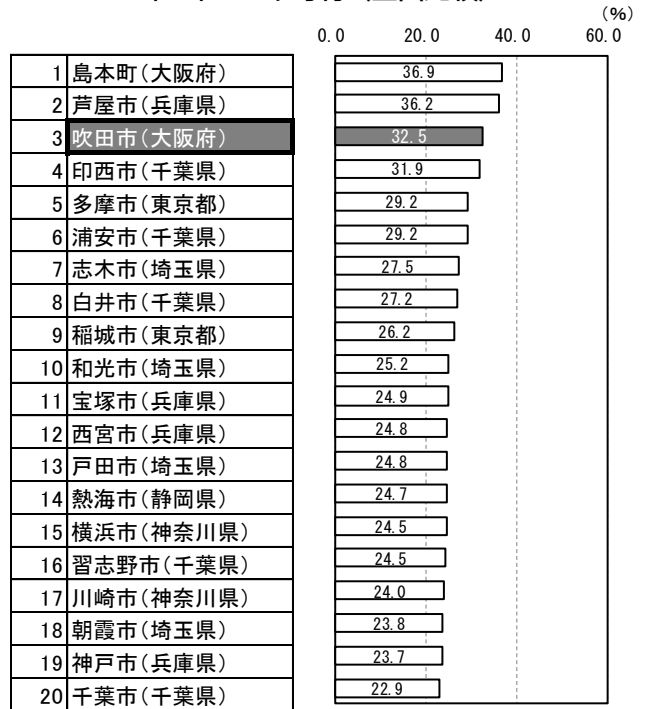 (%)
0.0 20.0 40.0 60.0
1 島本町(大阪府) 36.9
2 芦屋市(兵庫県) 36.2
3 吹田市(大阪府) 32.5
4 印西市(千葉県) 31.9
5 多摩市(東京都) 29.2
6 浦安市(千葉県) 29.2
7 志木市(埼玉県) 27.5
8 白井市(千葉県) 27.2
9 稲城市(東京都) 26.2
10 和光市(埼玉県) 25.2
11 宝塚市(兵庫県) 24.9
12 西宮市(兵庫県) 24.8
13 戸田市(埼玉県) 24.8
14 熱海市(静岡県) 24.7
15 横浜市(神奈川県) 24.5
16 習志野市(千葉県) 24.5
17 川崎市(神奈川県) 24.0
18 朝霞市(埼玉県) 23.8
19 神戸市(兵庫県) 23.7
20 千葉市(千葉県) 22.9